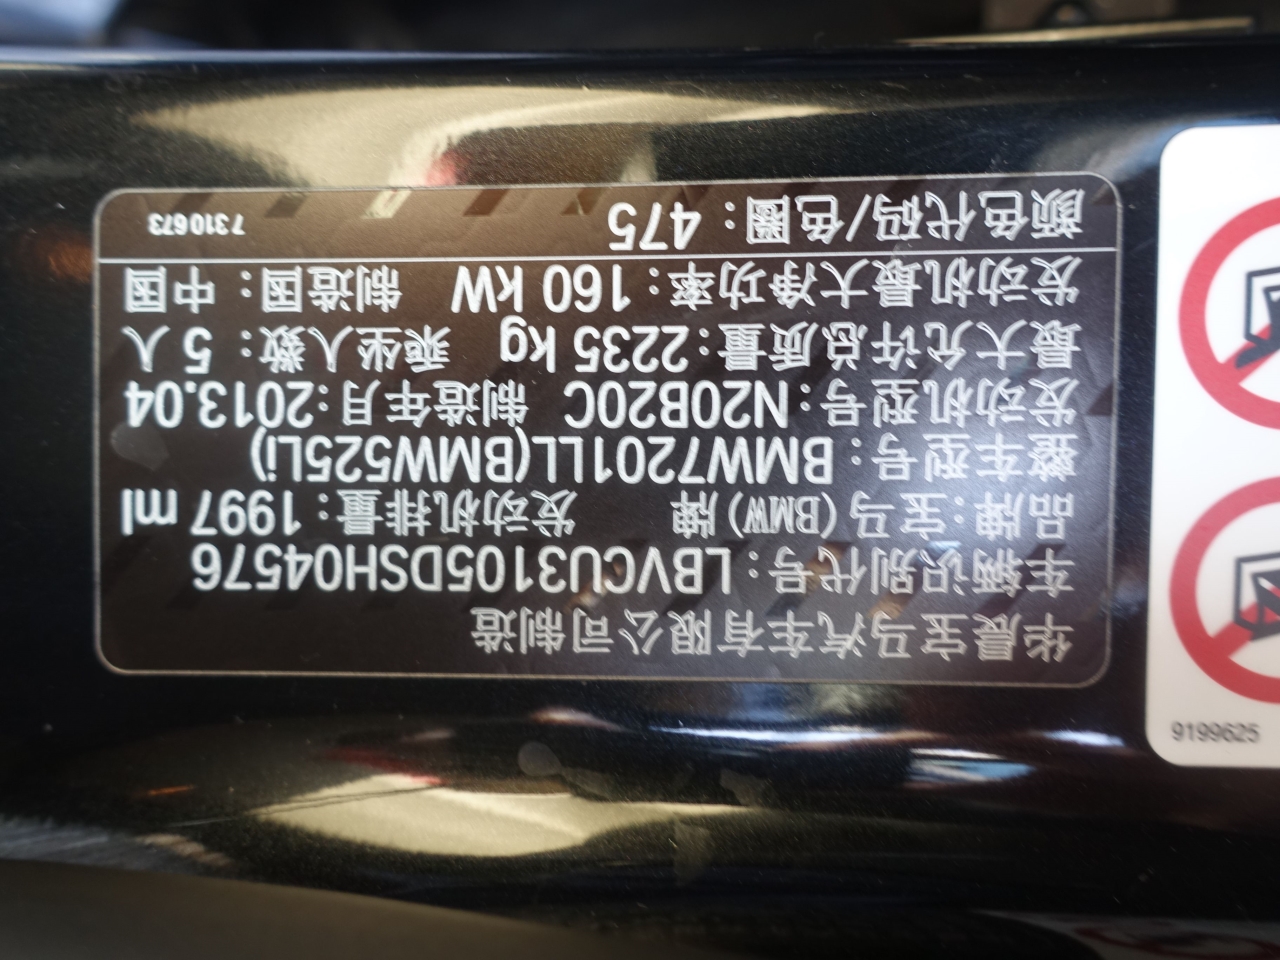 华晨宝马汽车有限公司制造
车辆识别代号：LBVCU3105DSH04576
品牌：宝马(BMW)牌 发动机排量：1997 ml
整车型号：BMW7201LL(BMW525Li)
发动机型号：N20B20C 制造年月：2013.04
最大允许总质量：2235 kg 乘坐人数：5人
发动机最大净功率：160 kW 制造国：中国
颜色代码/色圈：475 7310673
9199625